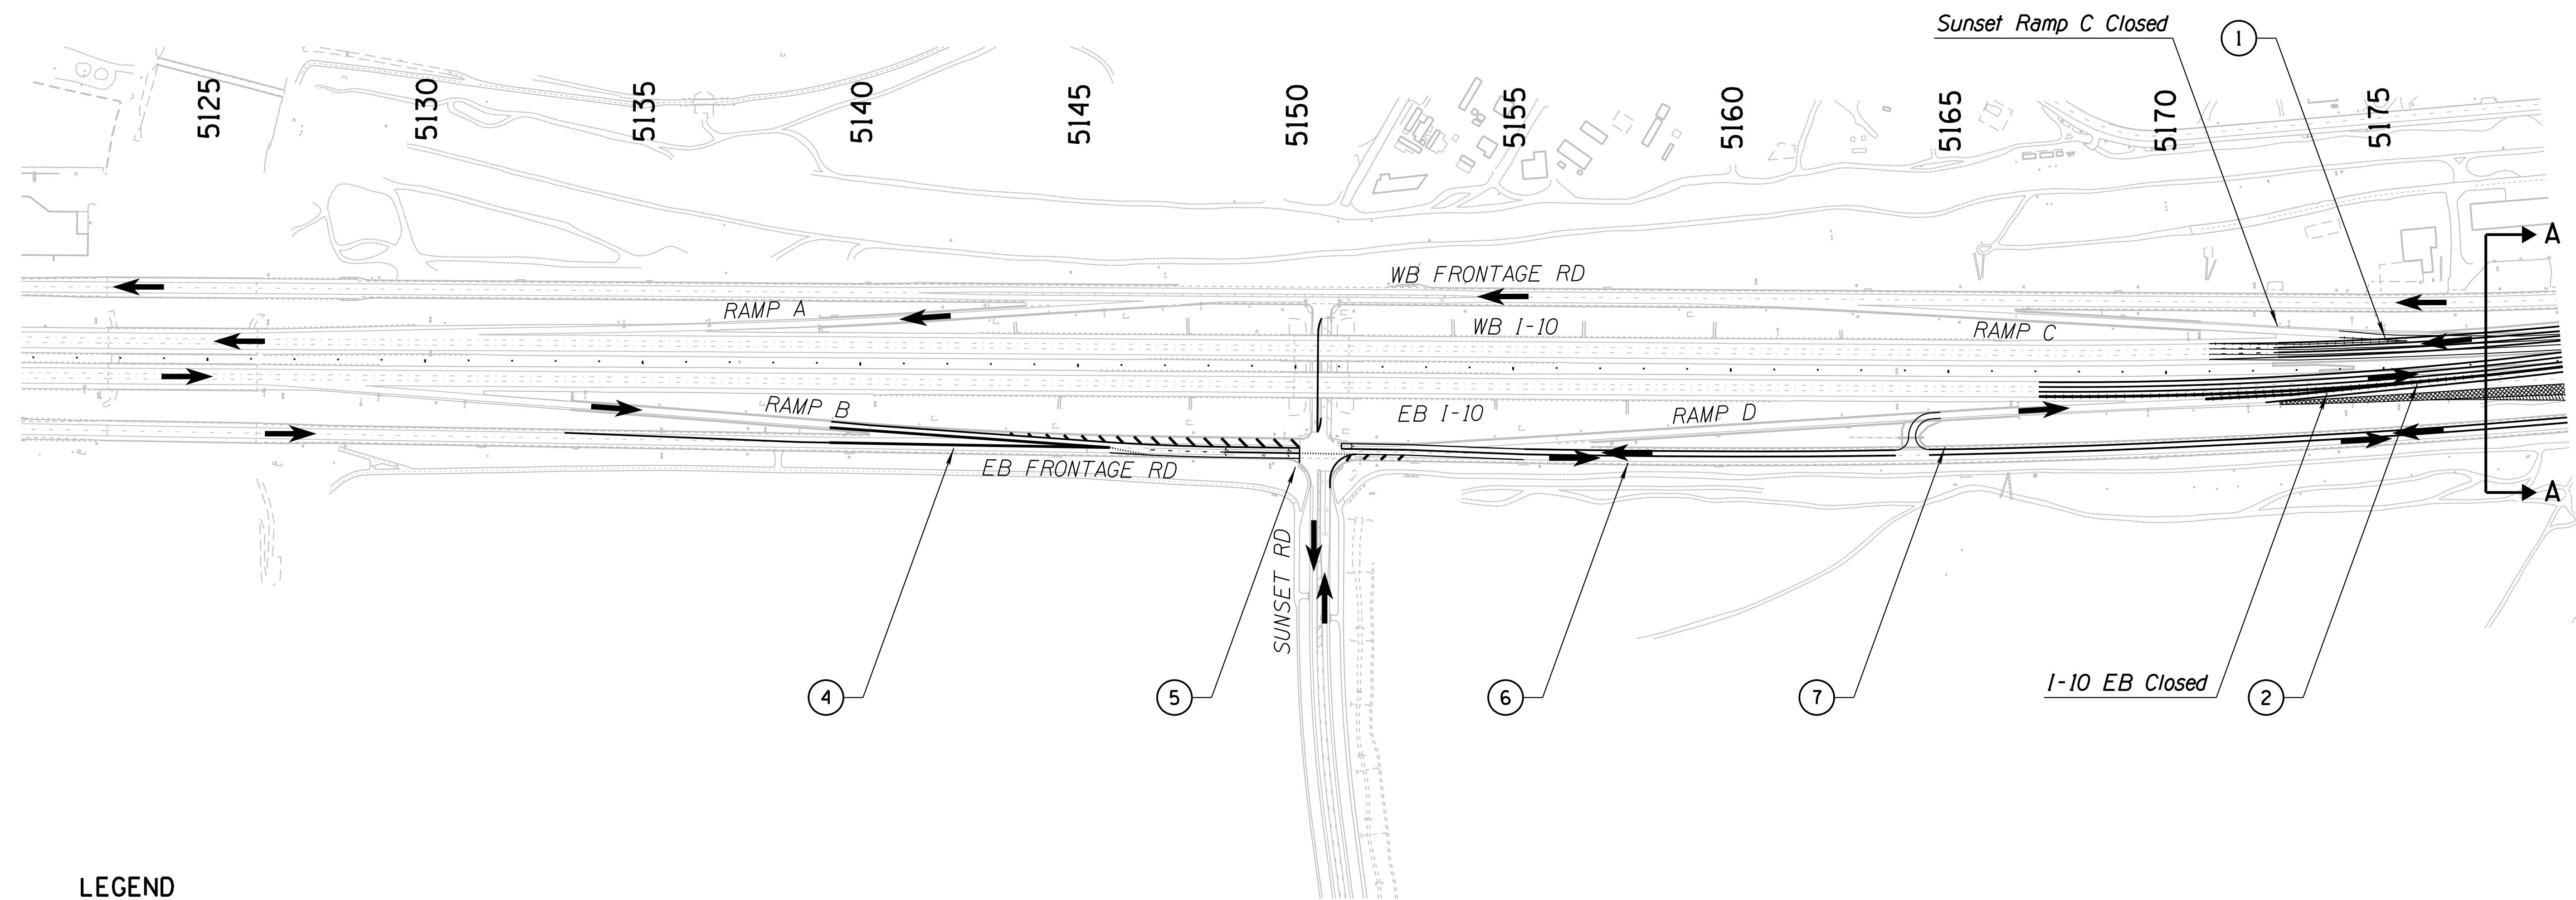 Sunset Ramp C Closed
1
5125
5130
5135
5140
5145
5150
5155
5160
5165
5170
5175
A
WB FRONTAGE RD
RAMP A
WB I-10
RAMP C
RAMP B
EB I-10
RAMP D
EB FRONTAGE RD
A
SUNSET RD
4
5
6
7
I-10 EB Closed
2
LEGEND